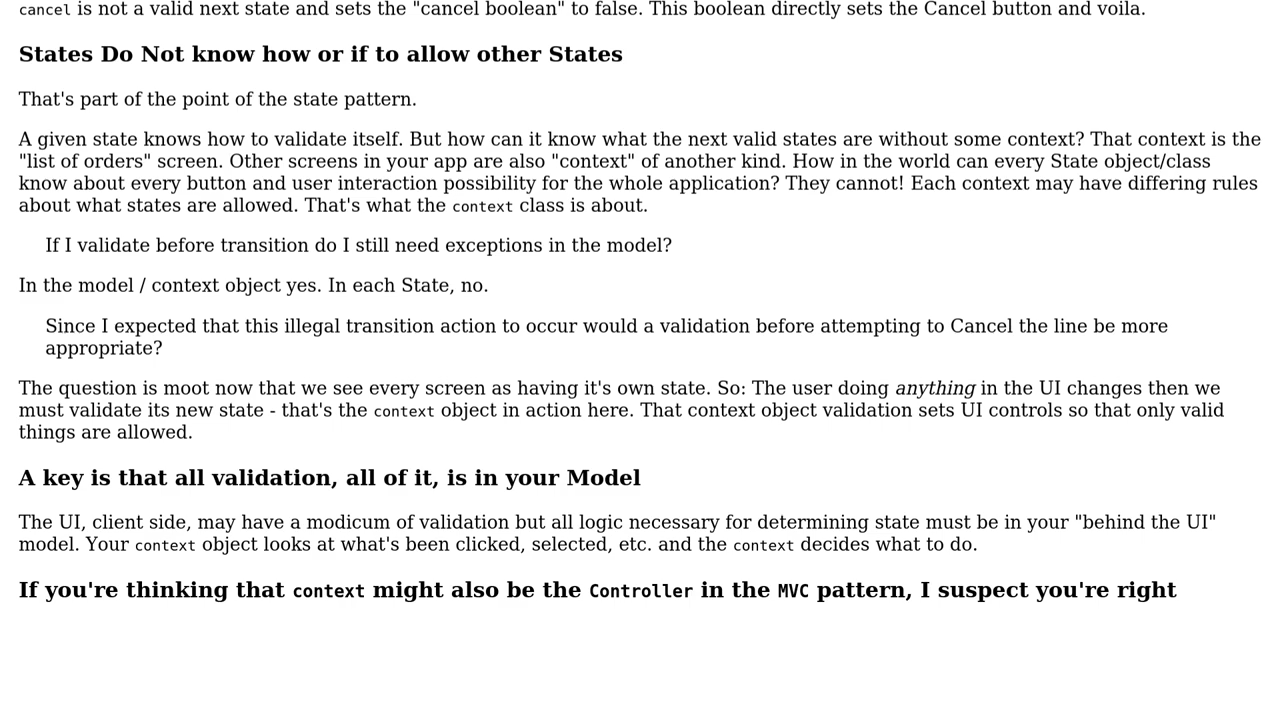 cancel is not a valid next state and sets the "cancel boolean" to false. This boolean directly sets the Cancel button and voila.
States Do Not know how or if to allow other States
That's part of the point of the state pattern.
A given state knows how to validate itself. But how can it know what the next valid states are without some context? That context is the
"list of orders" screen. Other screens in your app are also "context" of another kind. How in the world can every State object/class
know about every button and user interaction possibility for the whole application? They cannot! Each context may have differing rules
about what states are allowed. That's what the context class is about.
If I validate before transition do I still need exceptions in the model?
In the model / context object yes. In each State, no.
Since I expected that this illegal transition action to occur would a validation before attempting to Cancel the line be more
appropriate?
The question is moot now that we see every screen as having it's own state. So: The user doing anything in the UI changes then we
must validate its new state - that's the context object in action here. That context object validation sets UI controls so that only valid
things are allowed.
A key is that all validation, all of it, is in your Model
The UI, client side, may have a modicum of validation but all logic necessary for determining state must be in your "behind the UI"
model. Your context object looks at what's been clicked, selected, etc. and the context decides what to do.
If you're thinking that context might also be the Controller in the MVC pattern, I suspect you're right